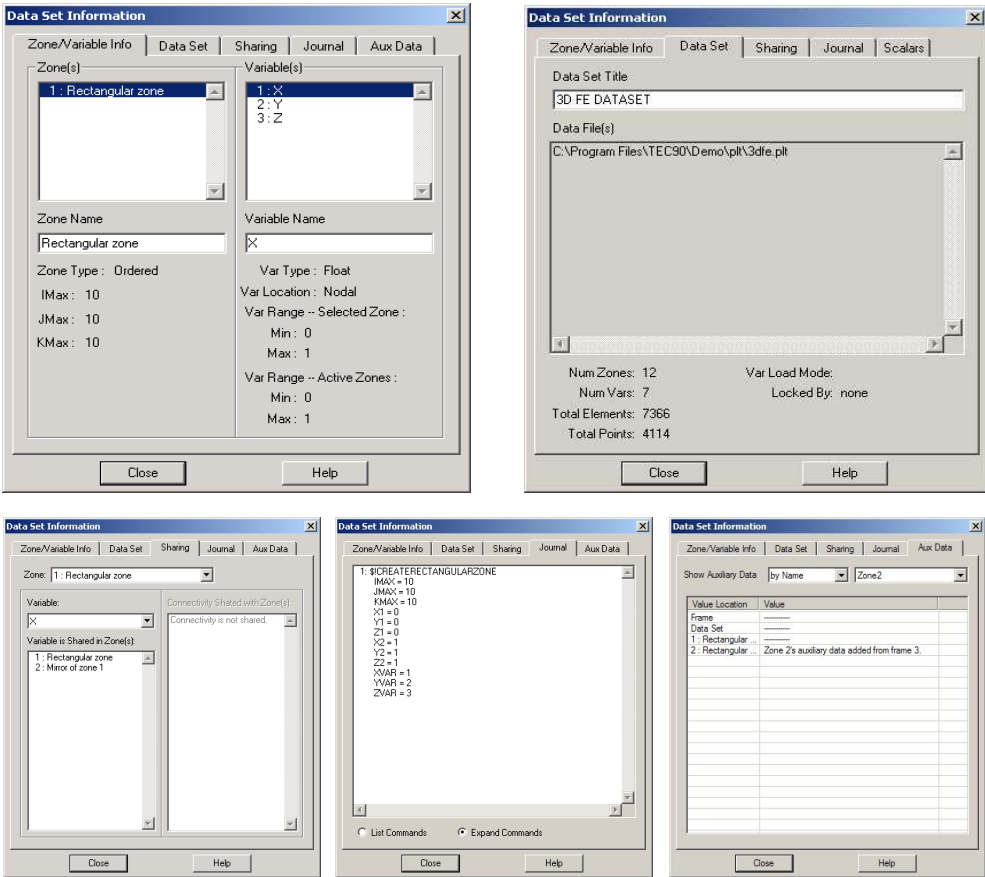 Data Set Information
Zone/Variable Info Data Set Sharing Journal Aux Data
Zone(s)
1 : Rectangular zone
Zone Name
Rectangular zone
Zone Type : Ordered
IMax : 10
JMax : 10
KMax : 10
Variable(s)
1 : X
2 : Y
3 : Z
Variable Name
X
Var Type : Float
Var Location : Nodal
Var Range -- Selected Zone :
Min : 0
Max : 1
Var Range -- Active Zones :
Min : 0
Max : 1
Close Help
Data Set Information
Zone/Variable Info Data Set Sharing Journal Scalars
Data Set Title
3D FE DATASET
Data File(s)
C:\Program Files\TEC90\Demo\plt\3dfe.plt
Num Zones: 12 Var Load Mode:
Num Vars: 7 Locked By: none
Total Elements: 7366
Total Points: 4114
Close Help
Data Set Information
Zone/Variable Info Data Set Sharing Journal Aux Data
Zone: 1 : Rectangular zone
Variable:
X
Variable is Shared in Zone(s):
1 : Rectangular zone
2 : Mirror of zone 1
Connectivity Shated with Zone(s):
Connectivity is not shared.
Close Help
Data Set Information
Zone/Variable Info Data Set Sharing Journal Aux Data
1: $!CREATERECTANGULARZONE
IMAX = 10
JMAX = 10
KMAX = 10
X1 = 0
Y1 = 0
Z1 = 0
X2 = 1
Y2 = 1
Z2 = 1
XVAR = 1
YVAR = 2
ZVAR = 3
List Commands Expand Commands
Close Help
Data Set Information
Zone/Variable Info Data Set Sharing Journal Aux Data
Show Auxiliary Data by Name Zone2
Value Location Value
Frame ----------
Data Set ----------
1 : Rectangular ... ----------
2 : Rectangular ... Zone 2's auxiliary data added from frame 3.
Close Help